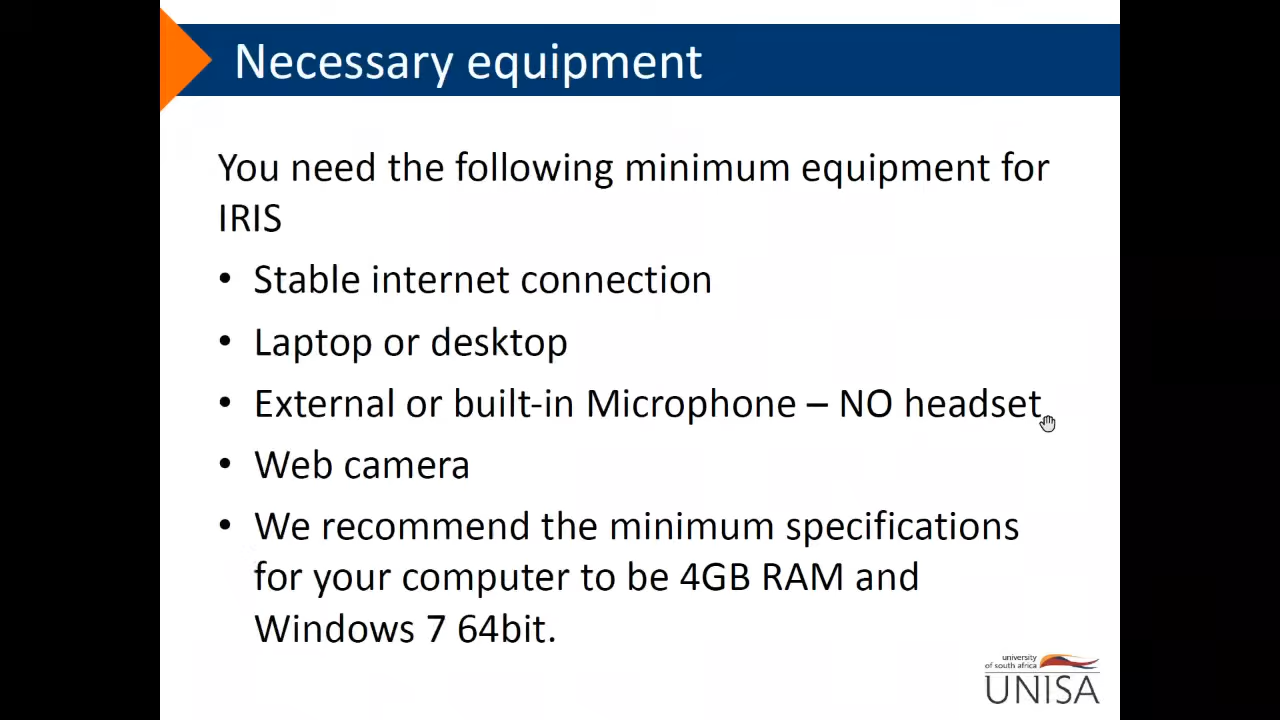 Necessary equipment
You need the following minimum equipment for
IRIS
• Stable internet connection
• Laptop or desktop
• External or built-in Microphone – NO headset
• Web camera
• We recommend the minimum specifications
for your computer to be 4GB RAM and
Windows 7 64bit.
university
of south africa
UNISA